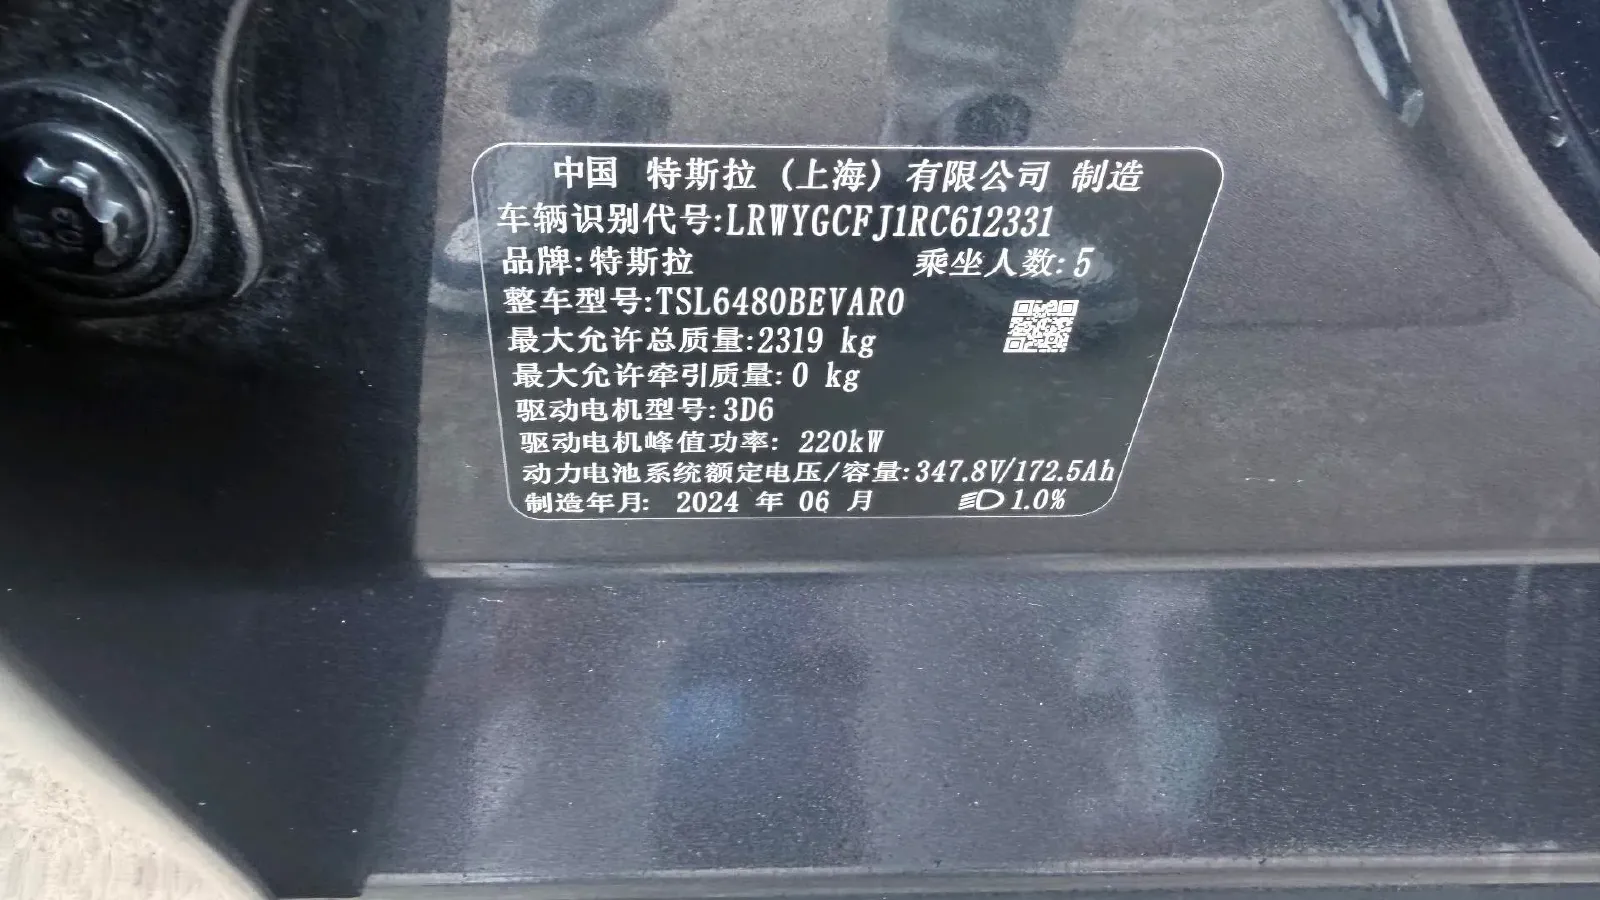 中国 特斯拉（上海）有限公司 制造
车辆识别代号:LRWYGCFJ1RC612331
品牌:特斯拉 乘坐人数:5
整车型号:TSL6480BEVAR0
最大允许总质量:2319 kg
最大允许牵引质量:0 kg
驱动电机型号:3D6
驱动电机峰值功率: 220kW
动力电池系统额定电压/容量:347.8V/172.5Ah
制造年月: 2024 年 06 月 1.0%